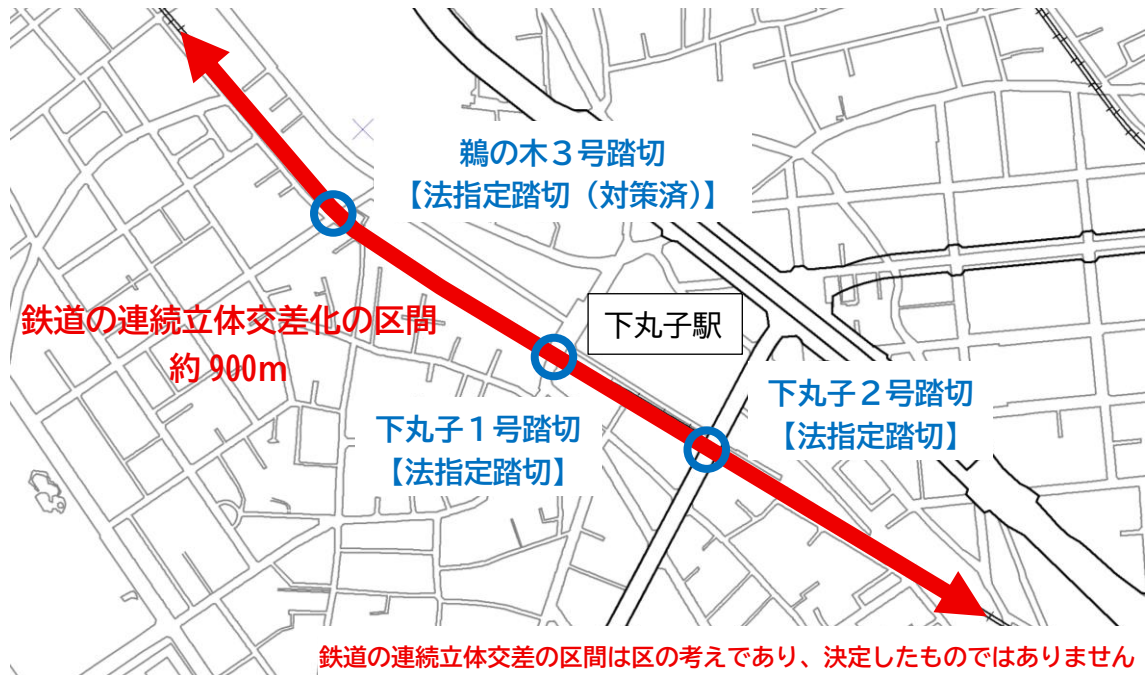 鵜の木３号踏切
【法指定踏切（対策済）】
鉄道の連続立体交差化の区間
約 900m
下丸子駅
下丸子１号踏切
【法指定踏切】
下丸子２号踏切
【法指定踏切】
鉄道の連続立体交差の区間は区の考えであり、決定したものではありません